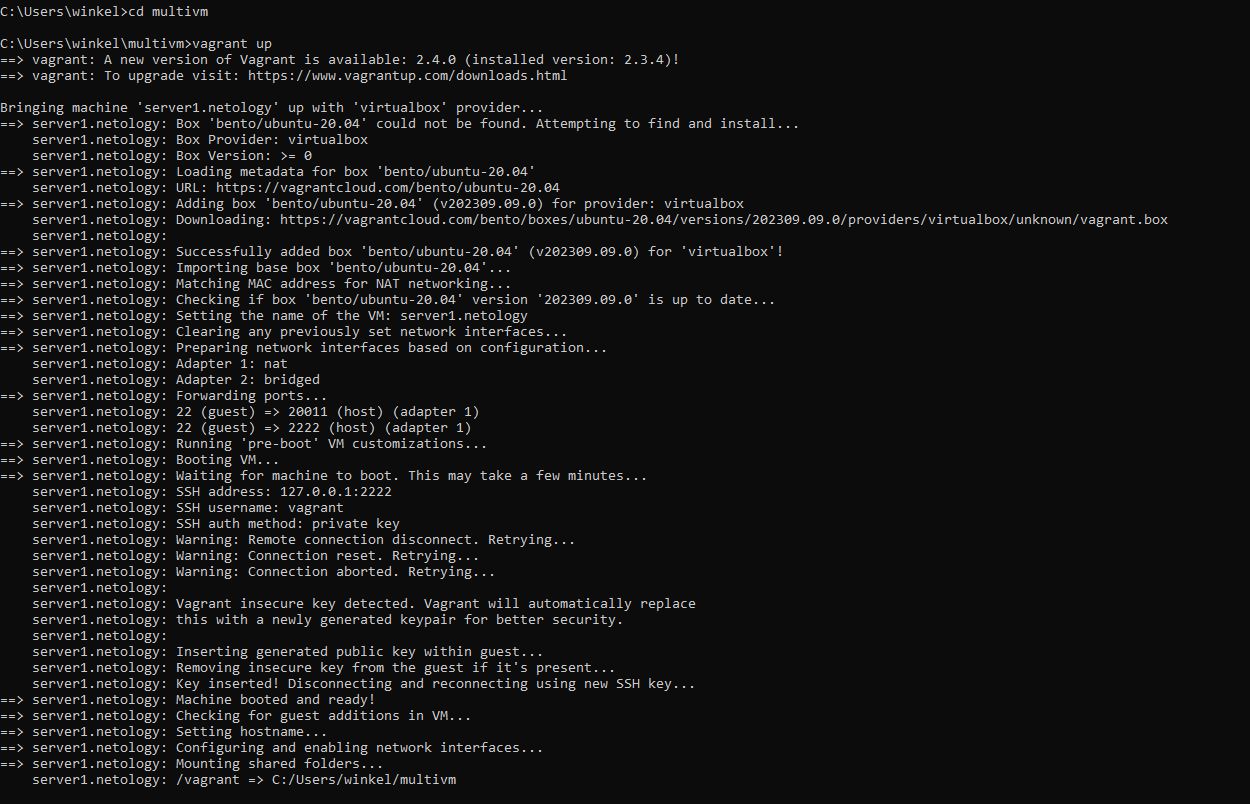 C:\Users\winkel>cd multivm
C:\Users\winkel\multivm>vagrant up
==> vagrant: A new version of Vagrant is available: 2.4.0 (installed version: 2.3.4)!
==> vagrant: To upgrade visit: https://www.vagrantup.com/downloads.html
Bringing machine 'server1.netology' up with 'virtualbox' provider...
==> server1.netology: Box 'bento/ubuntu-20.04' could not be found. Attempting to find and install...
    server1.netology: Box Provider: virtualbox
    server1.netology: Box Version: >= 0
==> server1.netology: Loading metadata for box 'bento/ubuntu-20.04'
    server1.netology: URL: https://vagrantcloud.com/bento/ubuntu-20.04
==> server1.netology: Adding box 'bento/ubuntu-20.04' (v202309.09.0) for provider: virtualbox
    server1.netology: Downloading: https://vagrantcloud.com/bento/boxes/ubuntu-20.04/versions/202309.09.0/providers/virtualbox/unknown/vagrant.box
    server1.netology:
==> server1.netology: Successfully added box 'bento/ubuntu-20.04' (v202309.09.0) for 'virtualbox'!
==> server1.netology: Importing base box 'bento/ubuntu-20.04'...
==> server1.netology: Matching MAC address for NAT networking...
==> server1.netology: Checking if box 'bento/ubuntu-20.04' version '202309.09.0' is up to date...
==> server1.netology: Setting the name of the VM: server1.netology
==> server1.netology: Clearing any previously set network interfaces...
==> server1.netology: Preparing network interfaces based on configuration...
    server1.netology: Adapter 1: nat
    server1.netology: Adapter 2: bridged
==> server1.netology: Forwarding ports...
    server1.netology: 22 (guest) => 20011 (host) (adapter 1)
    server1.netology: 22 (guest) => 2222 (host) (adapter 1)
==> server1.netology: Running 'pre-boot' VM customizations...
==> server1.netology: Booting VM...
==> server1.netology: Waiting for machine to boot. This may take a few minutes...
    server1.netology: SSH address: 127.0.0.1:2222
    server1.netology: SSH username: vagrant
    server1.netology: SSH auth method: private key
    server1.netology: Warning: Remote connection disconnect. Retrying...
    server1.netology: Warning: Connection reset. Retrying...
    server1.netology: Warning: Connection aborted. Retrying...
    server1.netology:
    server1.netology: Vagrant insecure key detected. Vagrant will automatically replace
    server1.netology: this with a newly generated keypair for better security.
    server1.netology:
    server1.netology: Inserting generated public key within guest...
    server1.netology: Removing insecure key from the guest if it's present...
    server1.netology: Key inserted! Disconnecting and reconnecting using new SSH key...
==> server1.netology: Machine booted and ready!
==> server1.netology: Checking for guest additions in VM...
==> server1.netology: Setting hostname...
==> server1.netology: Configuring and enabling network interfaces...
==> server1.netology: Mounting shared folders...
    server1.netology: /vagrant => C:/Users/winkel/multivm